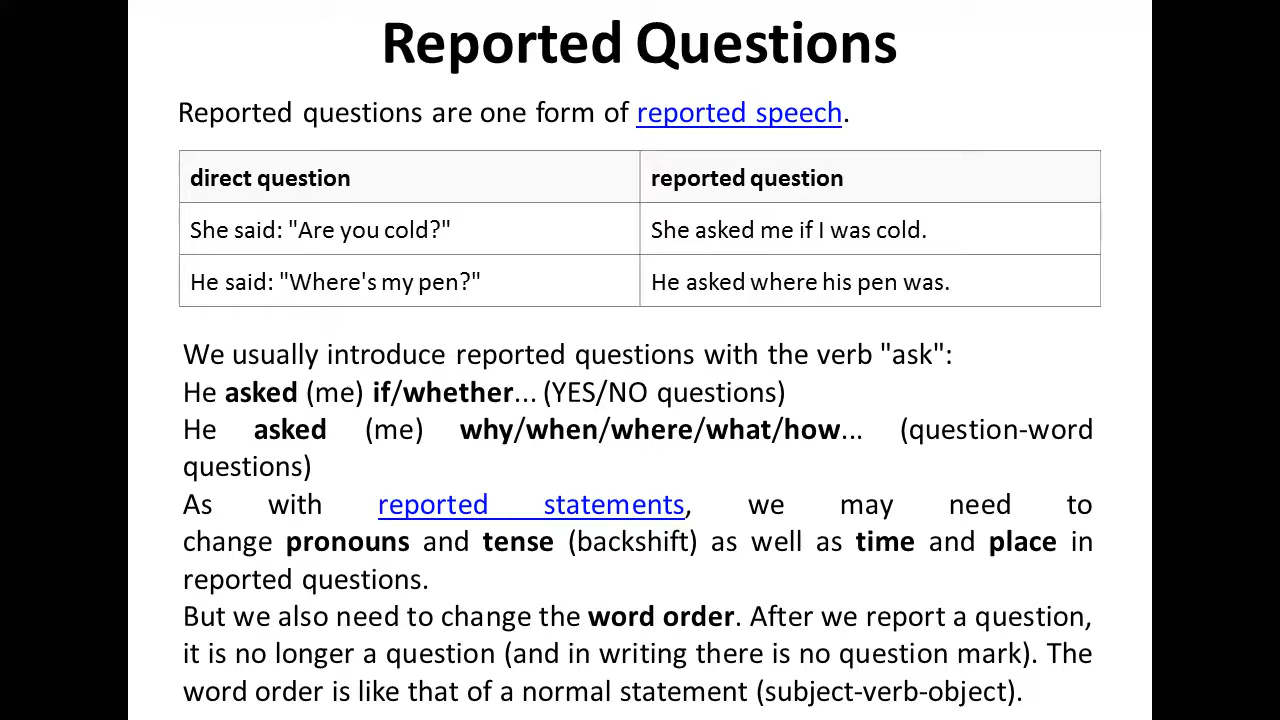 Reported Questions
Reported questions are one form of reported speech.
direct question reported question
She said: "Are you cold?" She asked me if I was cold.
He said: "Where's my pen?" He asked where his pen was.
We usually introduce reported questions with the verb "ask":
He asked (me) if/whether... (YES/NO questions)
He asked (me) why/when/where/what/how... (question-word
questions)
As with reported statements, we may need to
change pronouns and tense (backshift) as well as time and place in
reported questions.
But we also need to change the word order. After we report a question,
it is no longer a question (and in writing there is no question mark). The
word order is like that of a normal statement (subject-verb-object).